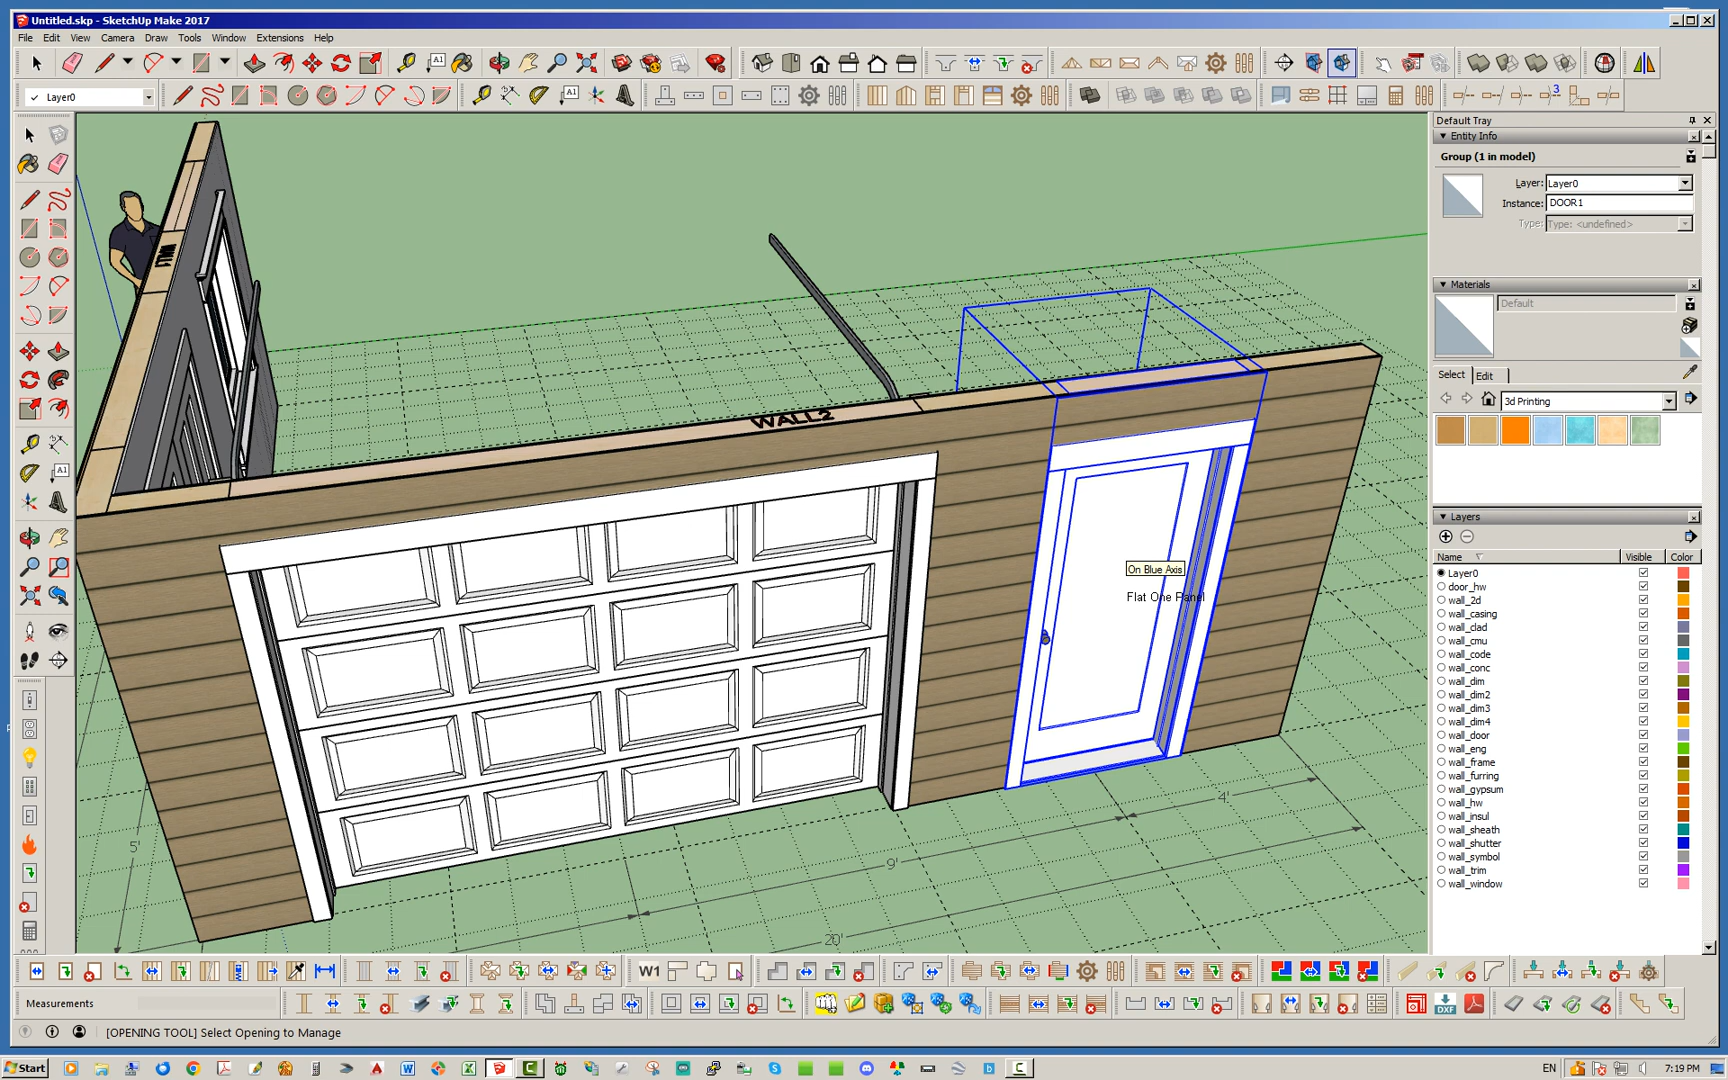 Untitled.skp - SketchUp Make 2017
File Edit View Camera Draw Tools Window Extensions Help
Layer0
Default Tray
Entity Info
Group (1 in model)
Layer: Layer0
Instance: DOOR1
Type: Type: <undefined>
Materials
Default
Select Edit
3d Printing
Layers
Name Visible Color
Layer0
door_hw
wall_2d
wall_casing
wall_clad
wall_cmu
wall_code
wall_conc
wall_dim
wall_dim2
wall_dim3
wall_dim4
wall_door
wall_eng
wall_frame
wall_furring
wall_gypsum
wall_hw
wall_insul
wall_sheath
wall_shutter
wall_symbol
wall_trim
wall_window
WALL1
WALL2
On Blue Axis
Flat One Panel
5'
4'
9'
20'
W1
DXF
Measurements
[OPENING TOOL] Select Opening to Manage
Start
EN
7:19 PM